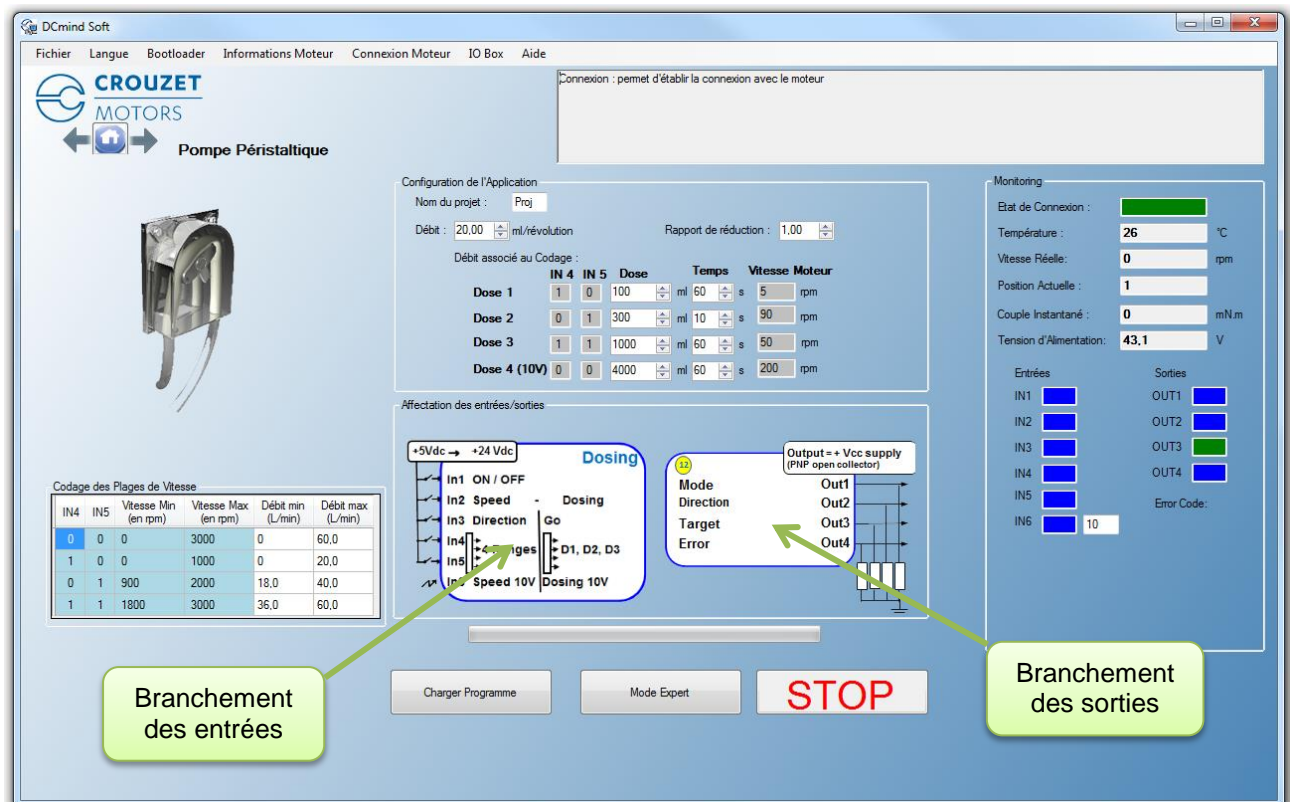 DCmind Soft
Fichier Langue Bootloader Informations Moteur Connexion Moteur IO Box Aide
CROUZET
MOTORS
Connexion : permet d'établir la connexion avec le moteur
Pompe Péristaltique
Configuration de l'Application
Nom du projet : Proj
Débit : 20,00 ml/révolution Rapport de réduction : 1,00
Débit associé au Codage :
IN 4 IN 5 Dose Temps Vitesse Moteur
Dose 1 1 0 100 ml 60 s 5 rpm
Dose 2 0 1 300 ml 10 s 90 rpm
Dose 3 1 1 1000 ml 60 s 50 rpm
Dose 4 (10V) 0 0 4000 ml 60 s 200 rpm
Monitoring
Etat de Connexion :
Température : 26 °C
Vitesse Réelle: 0 rpm
Position Actuelle : 1
Couple Instantané : 0 mN.m
Tension d'Alimentation: 43,1 V
Entrées Sorties
IN1 OUT1
IN2 OUT2
IN3 OUT3
IN4 OUT4
IN5 Error Code:
IN6 10
Affectation des entrées/sorties
+5Vdc → +24 Vdc
Dosing
In1 ON / OFF
In2 Speed - Dosing
In3 Direction Go
In4
D1, D2, D3
In5
Speed 10V Dosing 10V
12
Output = + Vcc supply
(PNP open collector)
Mode Out1
Direction Out2
Target Out3
Error Out4
Codage des Plages de Vitesse
IN4 IN5 Vitesse Min (en rpm) Vitesse Max (en rpm) Débit min (L/min) Débit max (L/min)
0 0 0 3000 0 60,0
1 0 0 1000 0 20,0
0 1 900 2000 18,0 40,0
1 1 1800 3000 36,0 60,0
Branchement
des entrées
Charger Programme
Mode Expert
STOP
Branchement
des sorties